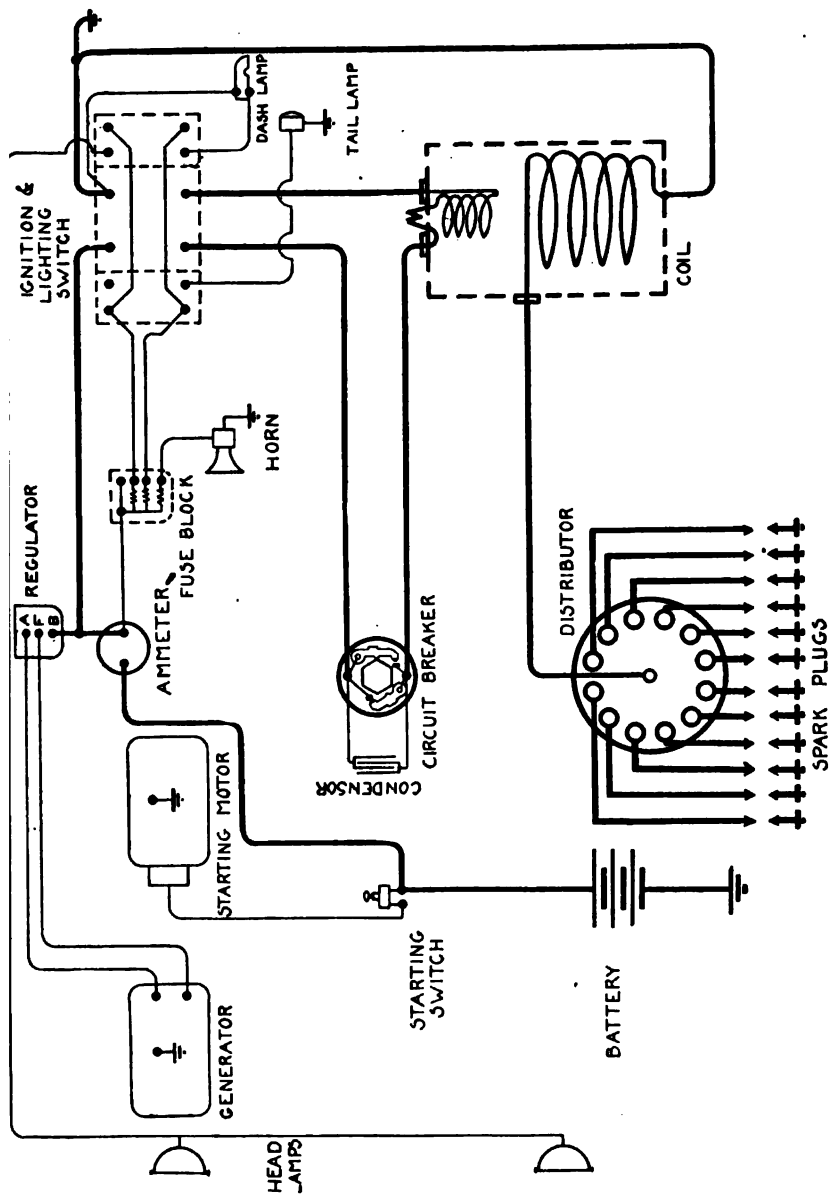 IGNITION &
LIGHTING
SWITCH
DASH LAMP
TAIL LAMP
COIL
HORN
FUSE BLOCK
REGULATOR
A
F
B
AMMETER
CIRCUIT BREAKER
CONDENSOR
DISTRIBUTOR
SPARK PLUGS
STARTING MOTOR
STARTING
SWITCH
BATTERY
GENERATOR
HEAD
LAMPS